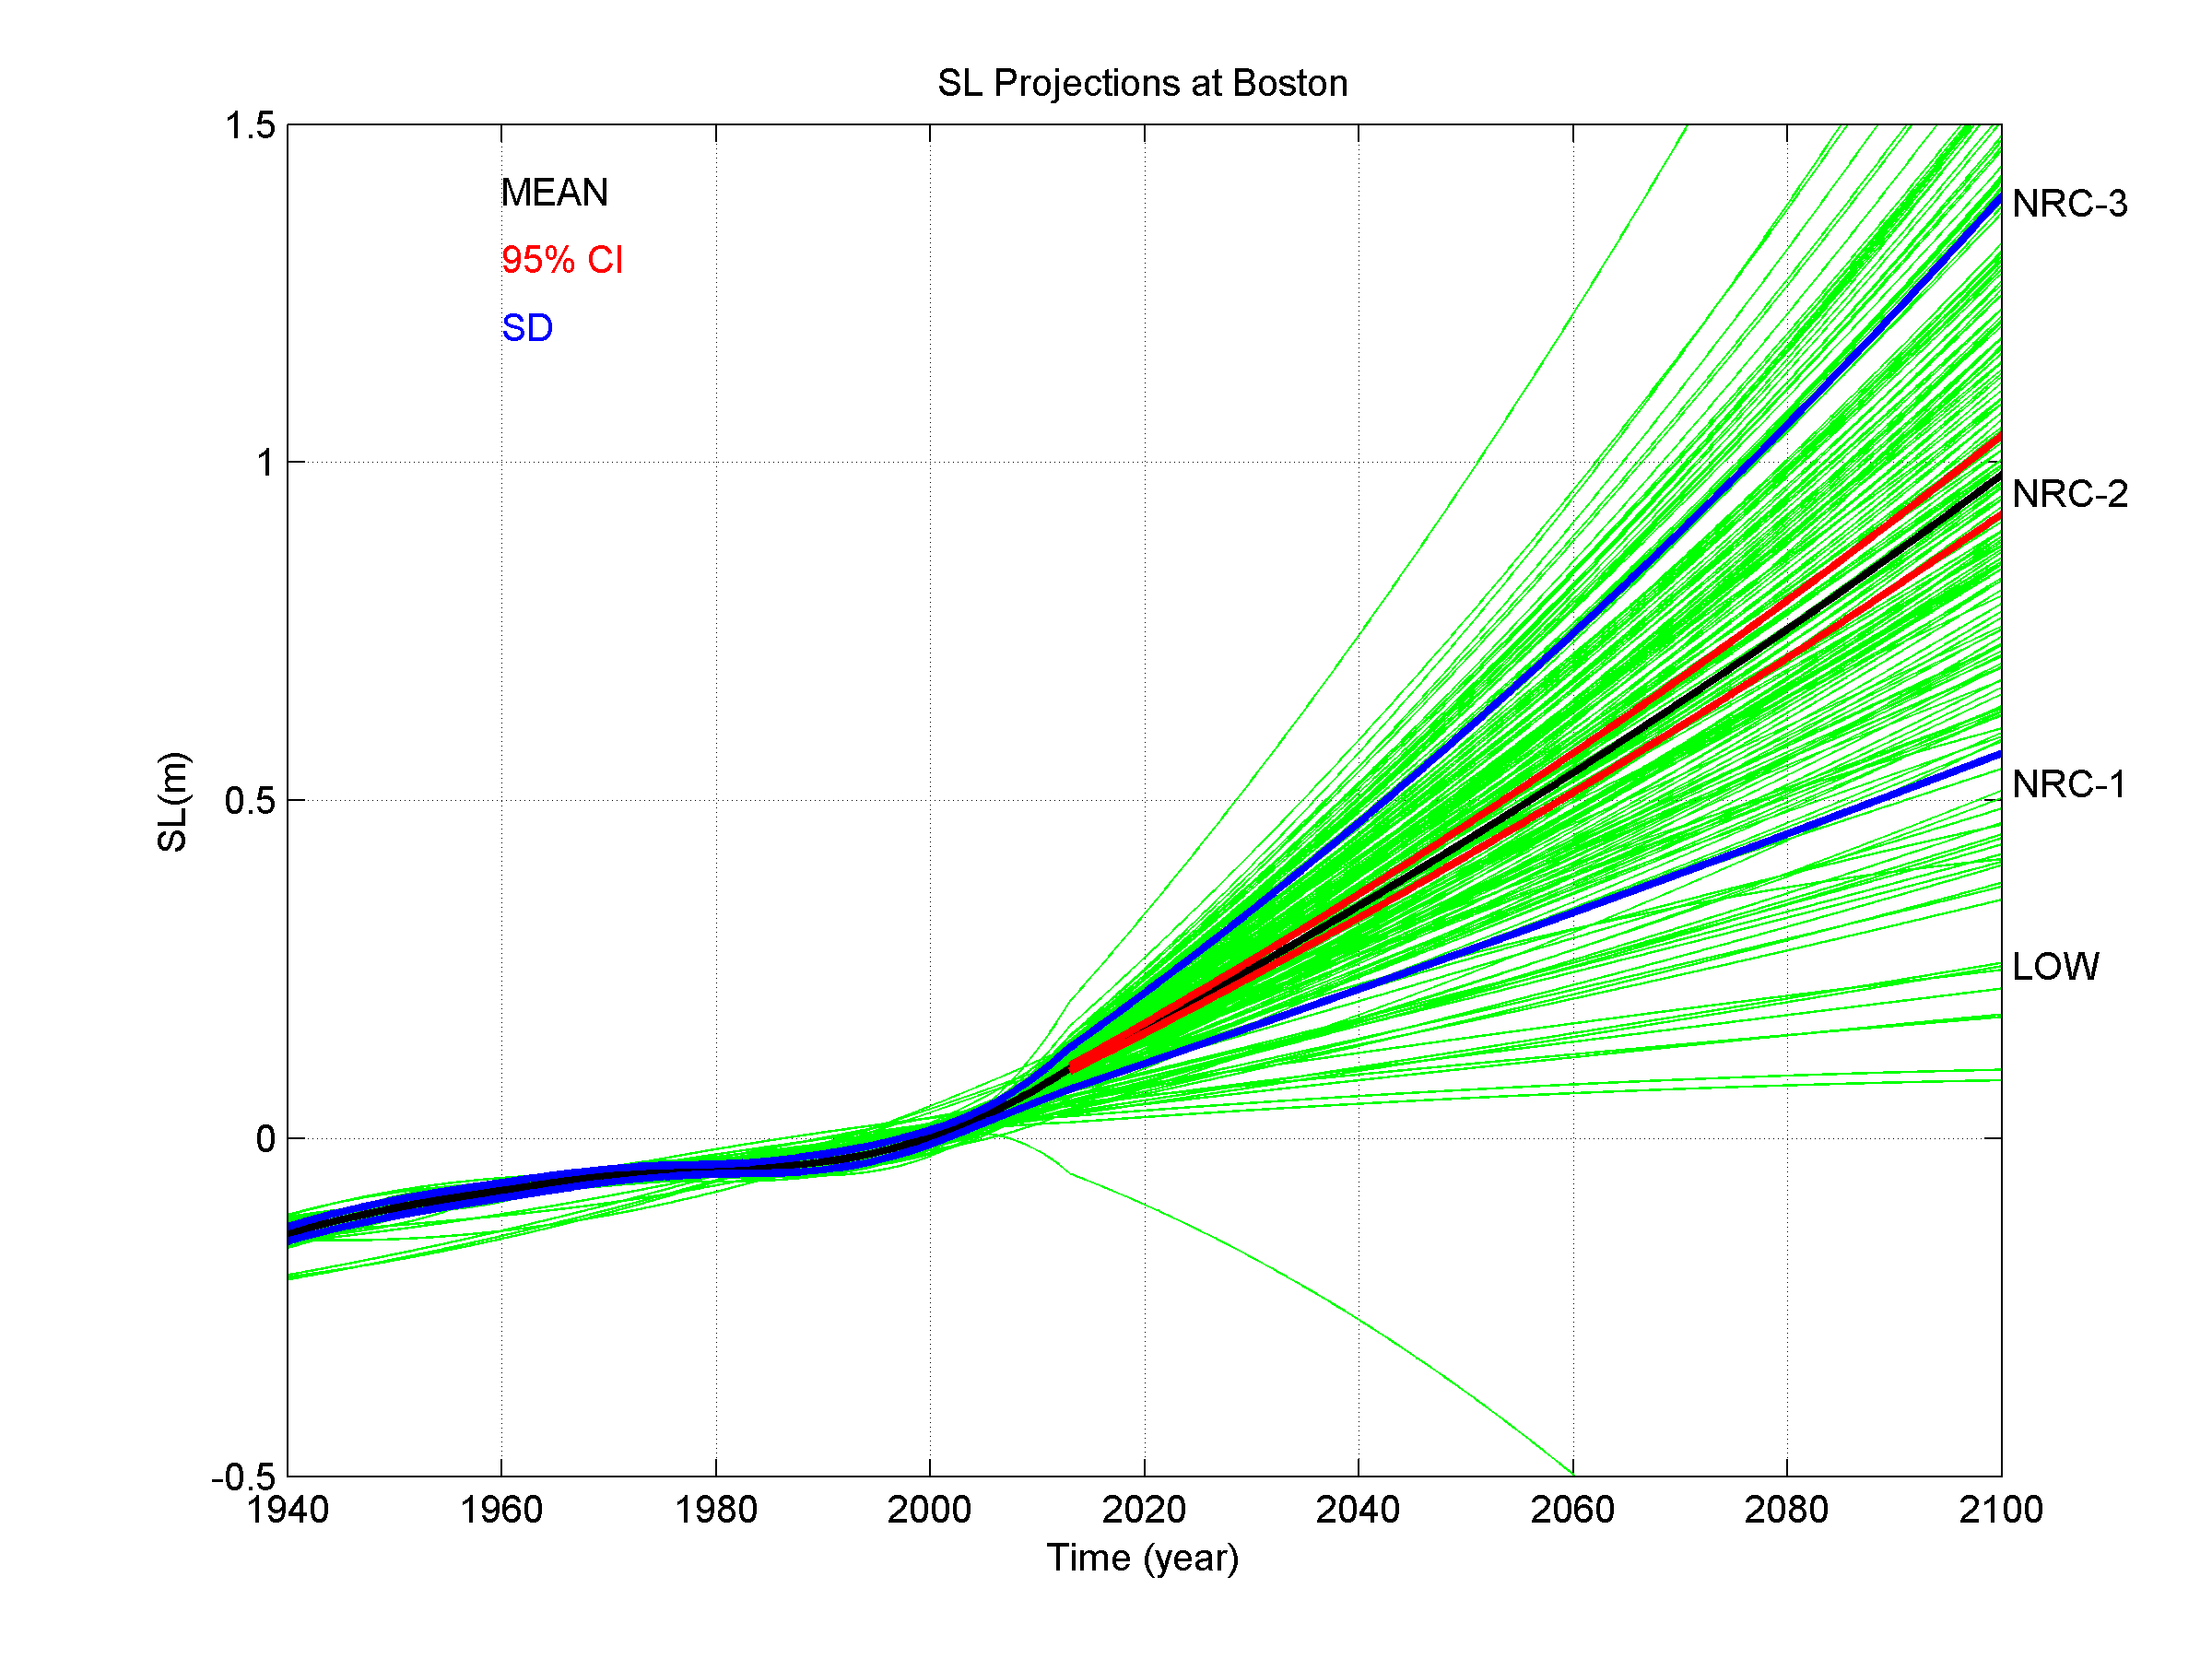 SL Projections at Boston
1.5
1
0.5
0
-0.5
SL(m)
MEAN
95% CI
SD
NRC-3
NRC-2
NRC-1
LOW
1940 1960 1980 2000 2020 2040 2060 2080 2100
Time (year)